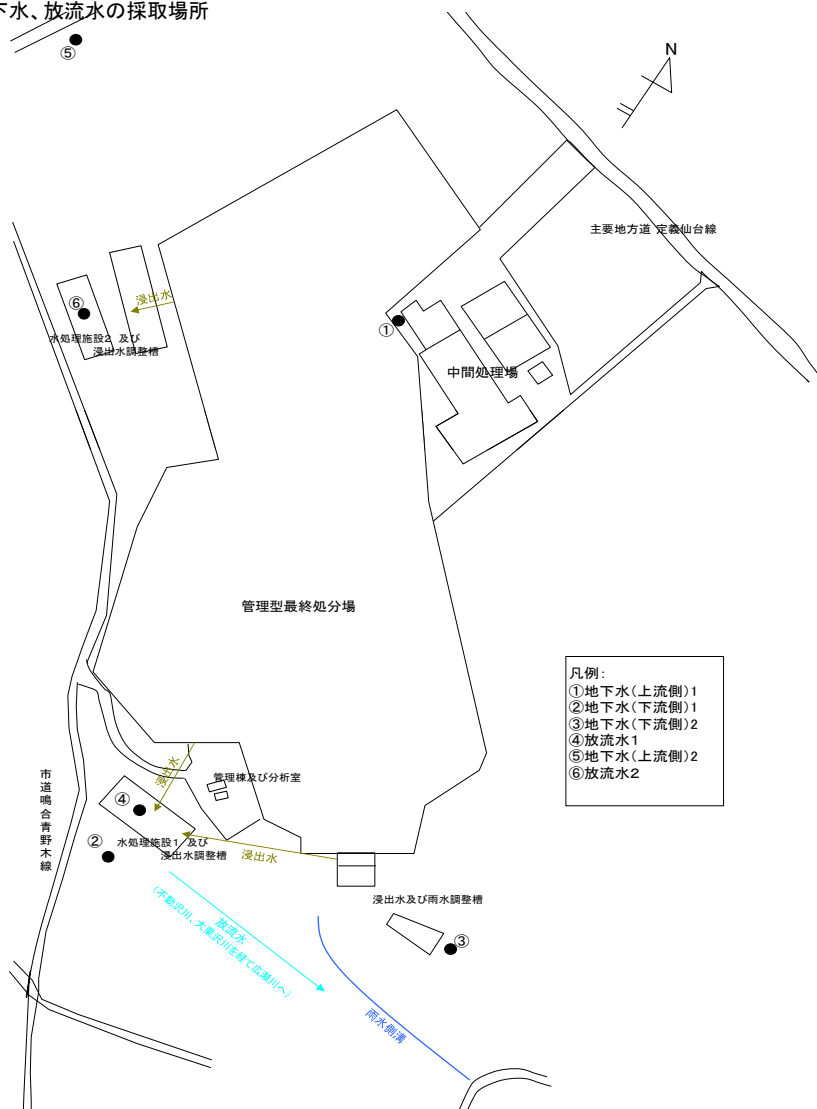 下水、放流水の採取場所
⑤
N
主要地方道 定義仙台線
⑥
浸出水
水処理施設2 及び
浸出水調整槽
①
中間処理場
管理型最終処分場
凡例:
①地下水(上流側)1
②地下水(下流側)1
③地下水(下流側)2
④放流水1
⑤地下水(上流側)2
⑥放流水2
市道鳴合青野木線
浸出水
管理棟及び分析室
④
水処理施設1 及び
浸出水調整槽
②
浸出水
浸出水及び雨水調整槽
③
放流水
(不動沢川、大栗沢川を経て広瀬川へ)
雨水側溝